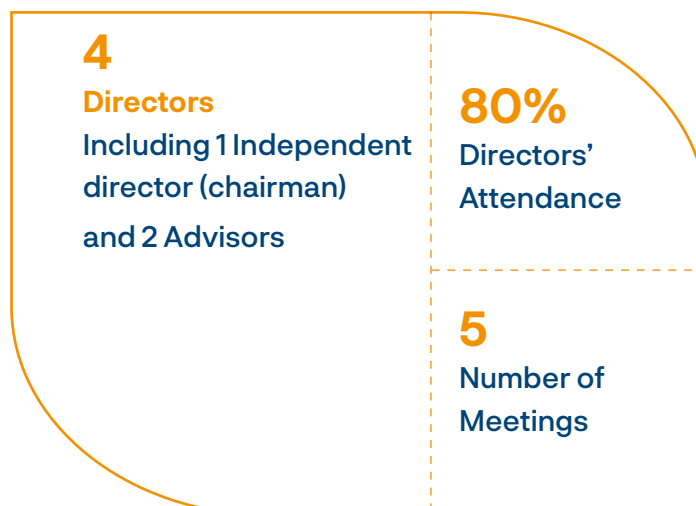 4
Directors
Including 1 Independent
director (chairman)
and 2 Advisors
80%
Directors’
Attendance
5
Number of
Meetings